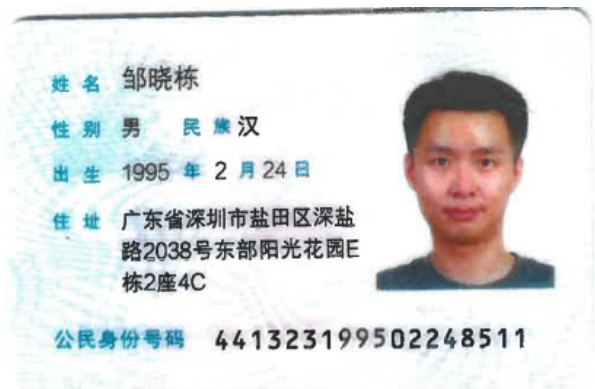 姓名 邹晓栋
性别 男 民族 汉
出生 1995 年 2 月 24 日
住址 广东省深圳市盐田区深盐
路2038号东部阳光花园E
栋2座4C
公民身份号码 441323199502248511